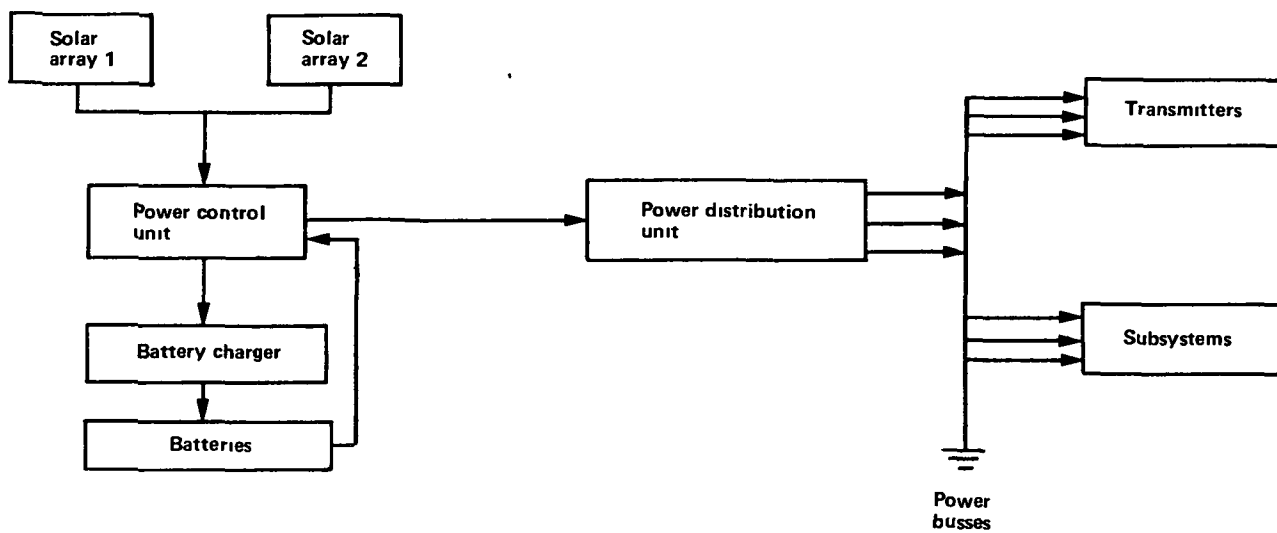 Solar
array 1
Solar
array 2
Transmitters
Power control
unit
Power distribution
unit
Battery charger
Subsystems
Batteries
Power
busses